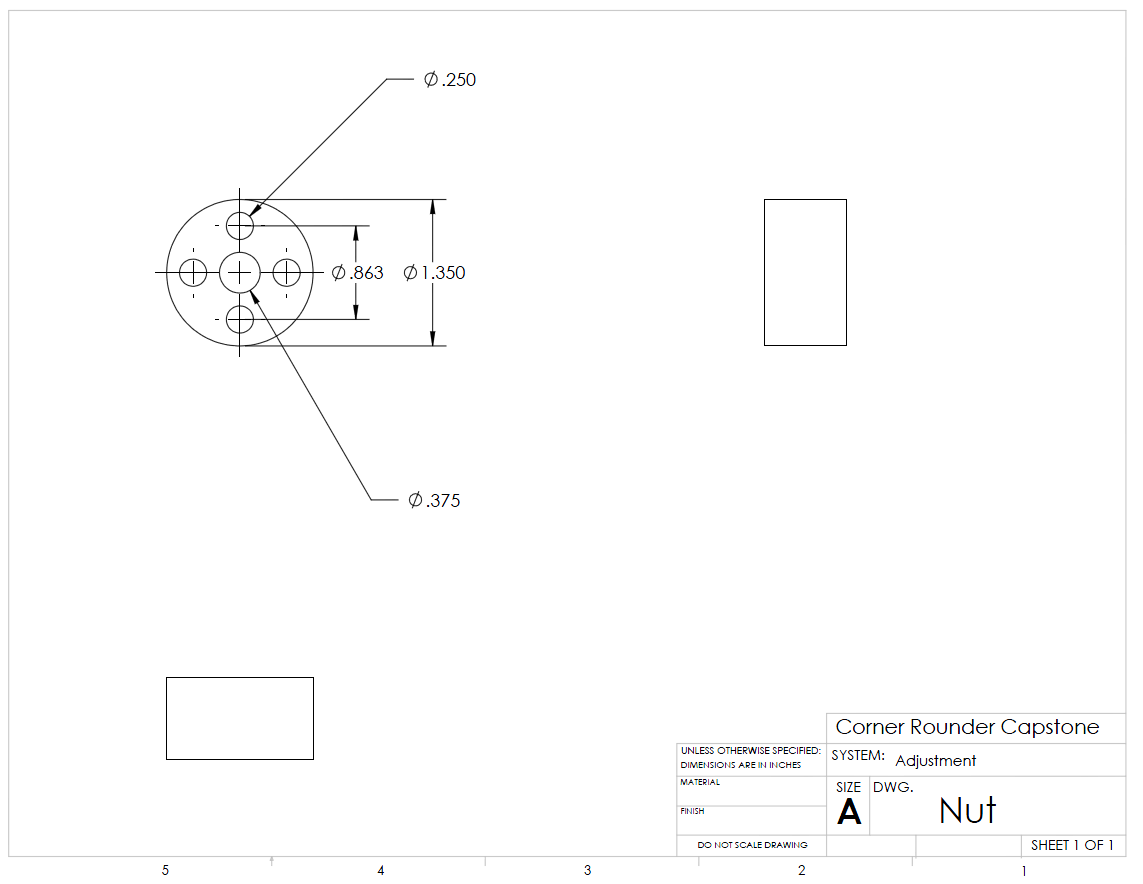 ⌀.250
⌀.863
⌀1.350
⌀.375
Corner Rounder Capstone
UNLESS OTHERWISE SPECIFIED:
DIMENSIONS ARE IN INCHES
SYSTEM: Adjustment
MATERIAL
SIZE
A
DWG.
Nut
FINISH
DO NOT SCALE DRAWING
SHEET 1 OF 1
5 4 3 2 1